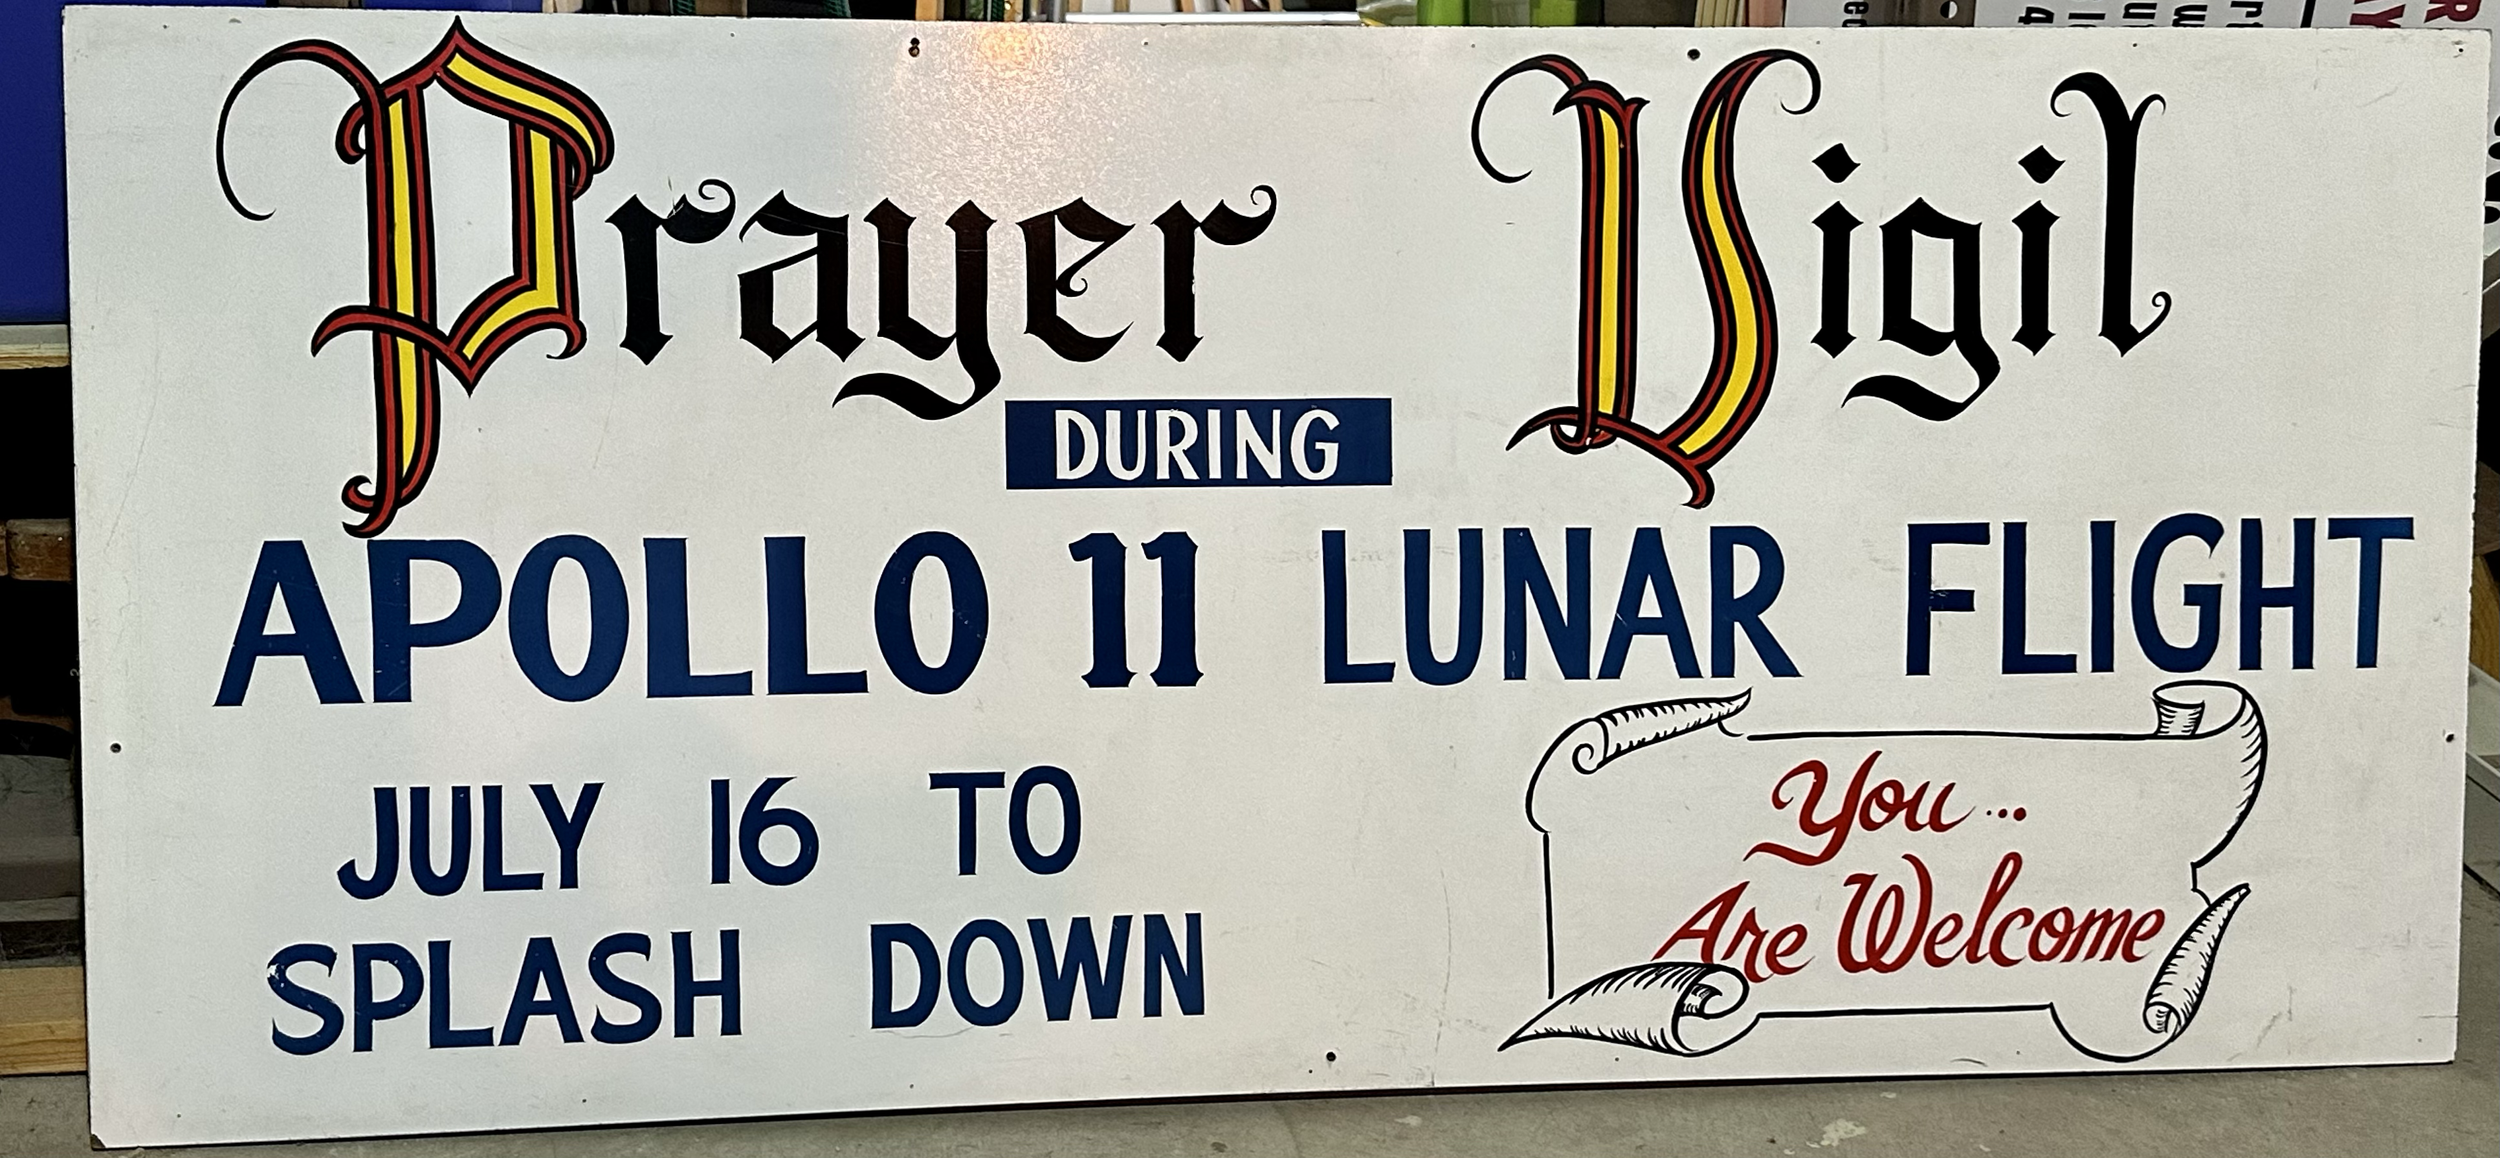 Prayer Vigil
DURING
APOLLO 11 LUNAR FLIGHT
JULY 16 TO
SPLASH DOWN
You...
Are Welcome